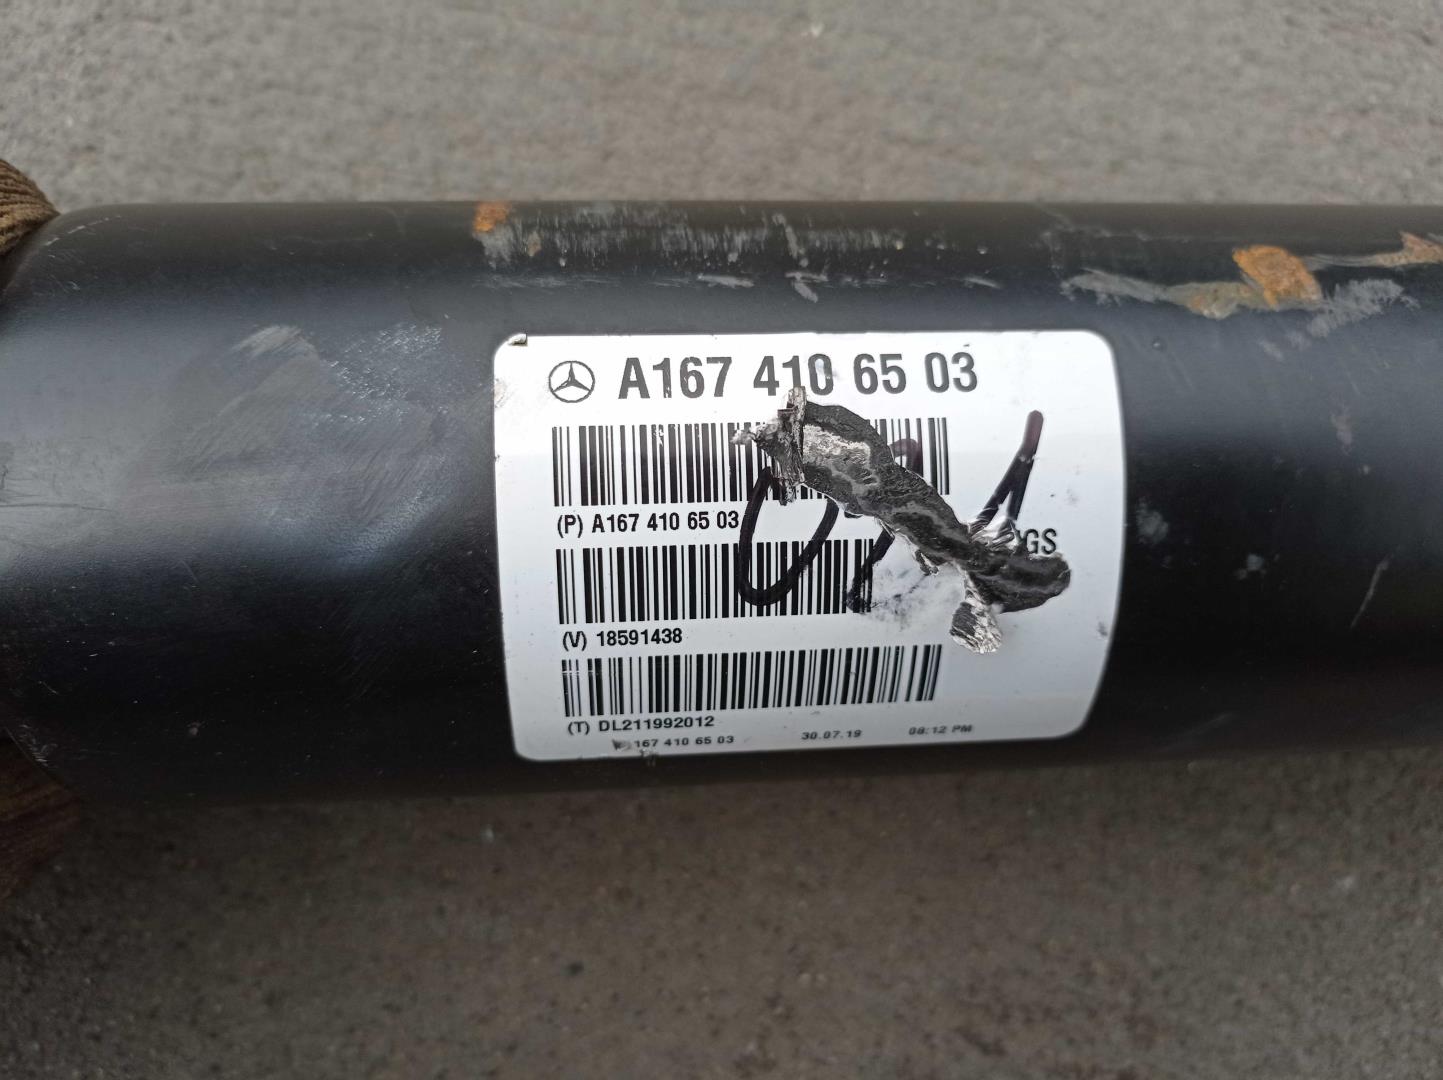 A167 410 65 03
(P) A167 410 65 03
GS
(V) 18591438
(T) DL211992012
167 410 65 03 30.07.19 08:12 PM